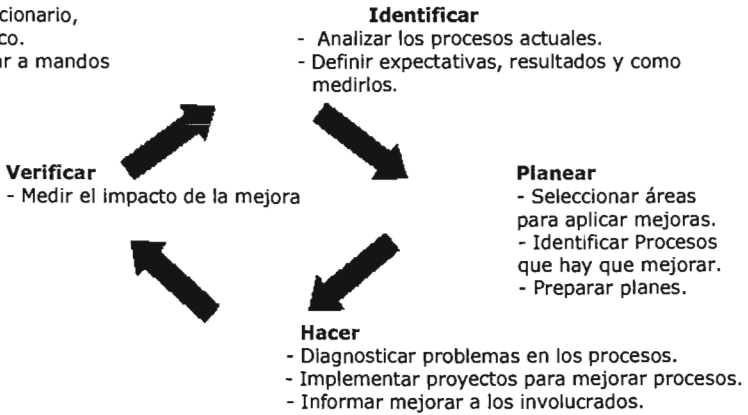 cionario,
co.
ar a mandos
Identificar
- Analizar los procesos actuales.
- Definir expectativas, resultados y como
medirlos.
Verificar
- Medir el impacto de la mejora
Planear
- Seleccionar áreas
para aplicar mejoras.
- Identificar Procesos
que hay que mejorar.
- Preparar planes.
Hacer
- Diagnosticar problemas en los procesos.
- Implementar proyectos para mejorar procesos.
- Informar mejorar a los involucrados.